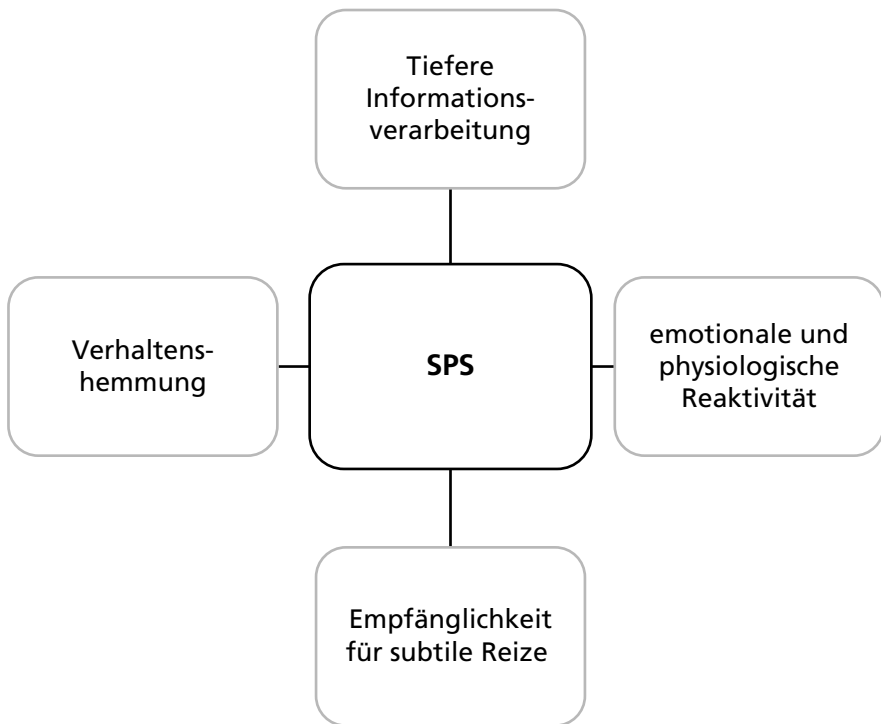 Tiefere
Informations-
verarbeitung
Verhaltens-
hemmung
SPS
emotionale und
physiologische
Reaktivität
Empfänglichkeit
für subtile Reize